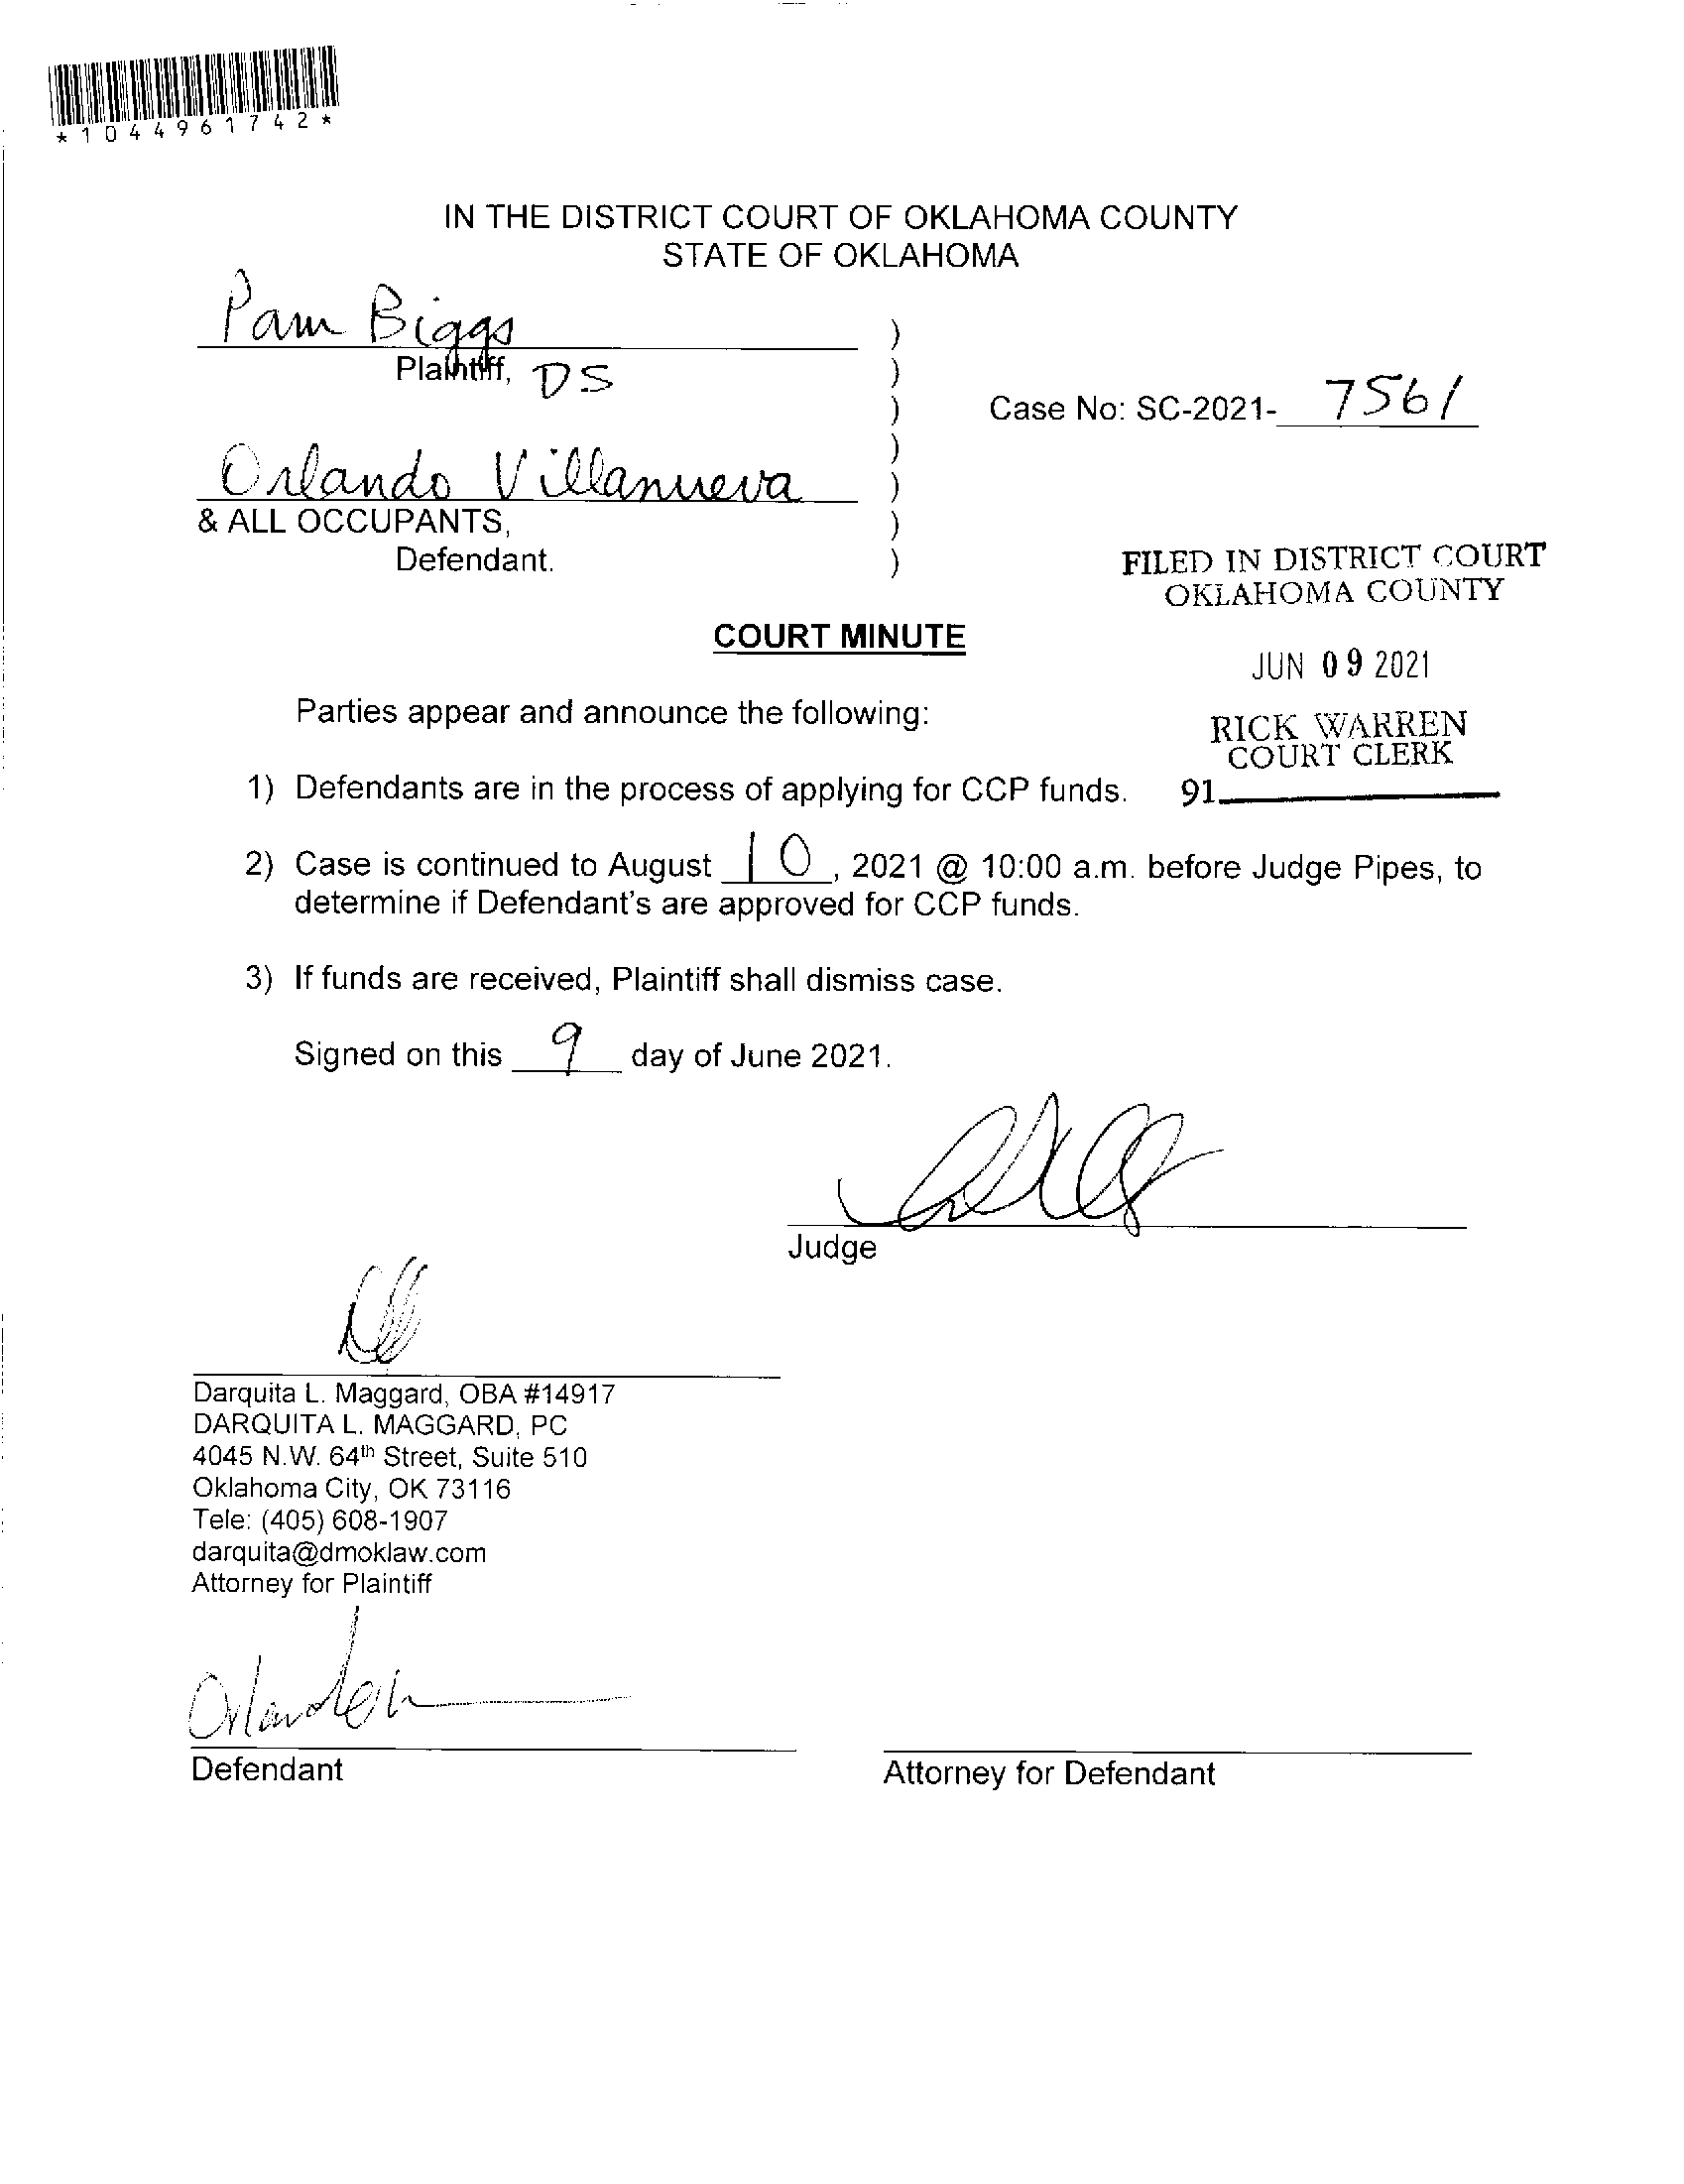 *1044961742*
IN THE DISTRICT COURT OF OKLAHOMA COUNTY
STATE OF OKLAHOMA
Pam Biggs )
Plaintiff, DS )
) Case No: SC-2021- 7561
)
Orlando Villanueva )
& ALL OCCUPANTS, )
Defendant. )
FILED IN DISTRICT COURT
OKLAHOMA COUNTY
COURT MINUTE
JUN 09 2021
Parties appear and announce the following:
RICK WARREN
COURT CLERK
1) Defendants are in the process of applying for CCP funds.
91
2) Case is continued to August 10, 2021 @ 10:00 a.m. before Judge Pipes, to
determine if Defendant's are approved for CCP funds.
3) If funds are received, Plaintiff shall dismiss case.
Signed on this 9 day of June 2021.
Judge
Darquita L. Maggard, OBA #14917
DARQUITA L. MAGGARD, PC
4045 N.W. 64th Street, Suite 510
Oklahoma City, OK 73116
Tele: (405) 608-1907
darquita@dmoklaw.com
Attorney for Plaintiff
Defendant
Attorney for Defendant